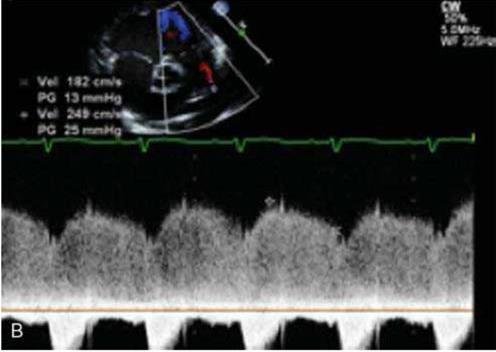 CW
50%
5.0MHz
WF 225Hz
Vel 182 cm/s
PG 13 mmHg
Vel 249 cm/s
PG 25 mmHg
B